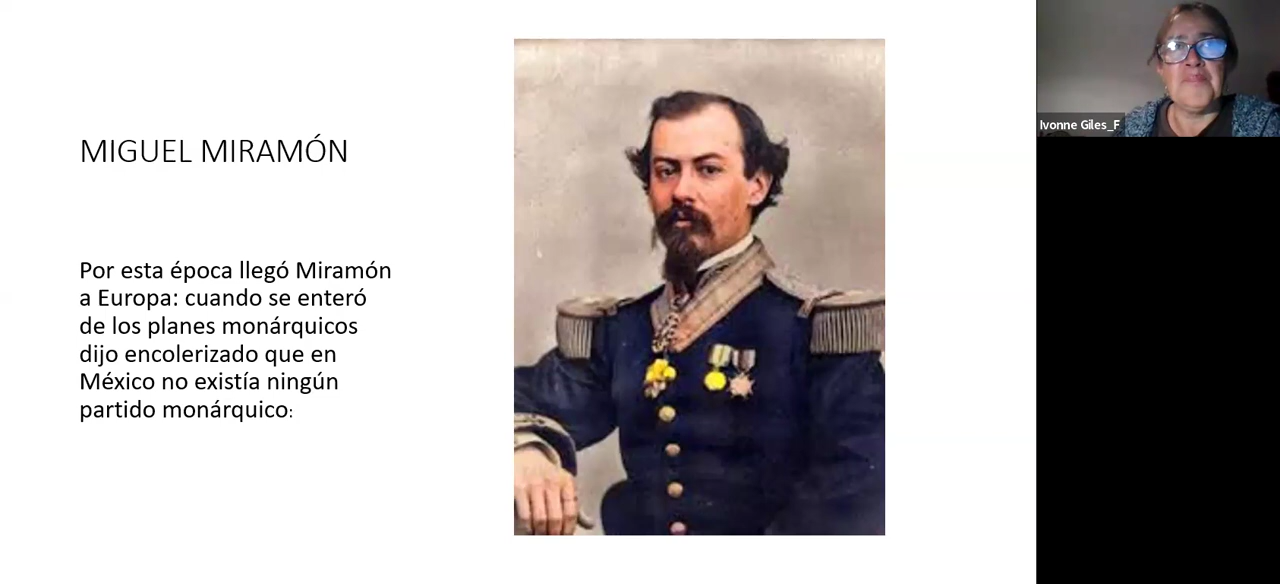 MIGUEL MIRAMÓN
Por esta época llegó Miramón
a Europa: cuando se enteró
de los planes monárquicos
dijo encolerizado que en
México no existía ningún
partido monárquico:
Ivonne Giles_F